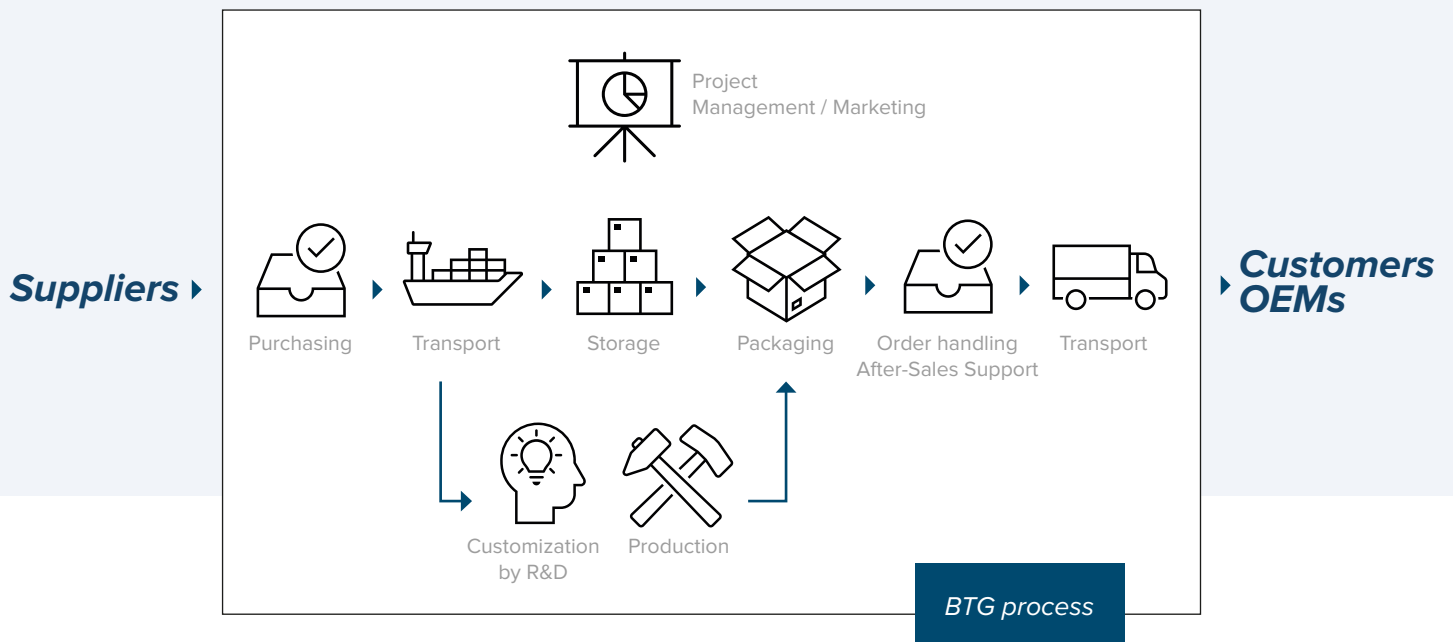 Project
Management / Marketing
Suppliers
Customers
OEMs
Purchasing
Transport
Storage
Packaging
Order handling
After-Sales Support
Transport
Customization
by R&D
Production
BTG process